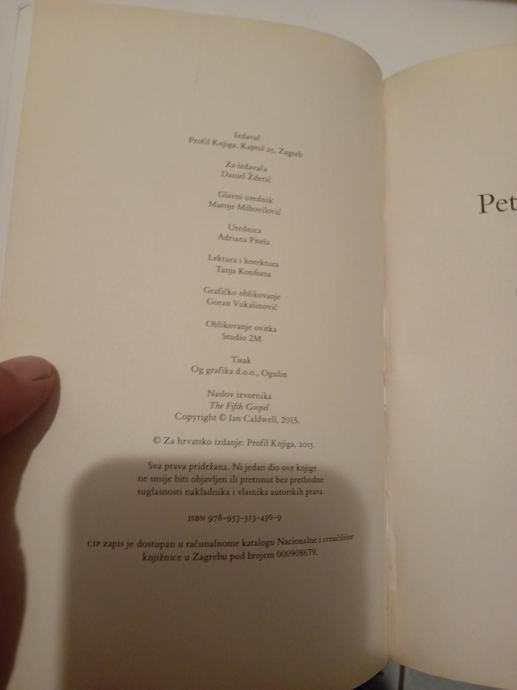 Izdavač
Profil Knjiga, Kaptol 25, Zagreb
Za izdavača
Daniel Žderić
Glavni urednik
Marnje Mihovilović
Urednica
Adriana Piteša
Lektura i korektura
Tanja Konforta
Grafičko oblikovanje
Goran Vukašinović
Oblikovanje ovitka
Studio 2M
Tisak
Og grafika d.o.o., Ogulin
Naslov izvornika
The Fifth Gospel
Copyright © Ian Caldwell, 2015.
© Za hrvatsko izdanje: Profil Knjiga, 2015.
Sva prava pridržana. Ni jedan dio ove knjige
ne smije biti objavljen ili pretisnut bez prethodne
suglasnosti nakladnika i vlasnika autorskih prava.
ISBN 978-953-313-436-9
CIP zapis je dostupan u računalnome katalogu Nacionalne i sveučilišne
knjižnice u Zagrebu pod brojem 000908679.
Pet